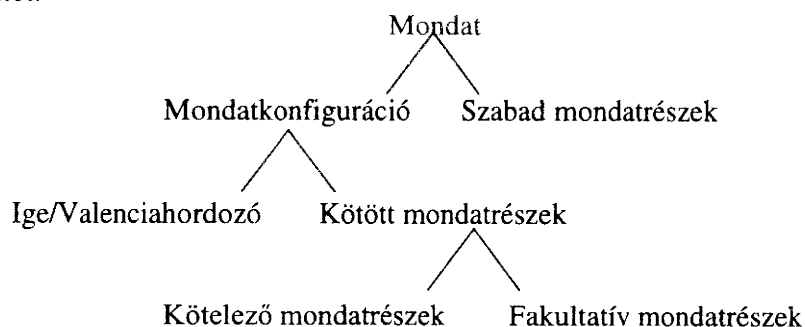 Mondat
Mondatkonfiguráció Szabad mondatrészek
Ige/Valenciahordozó Kötött mondatrészek
Kötelező mondatrészek Fakultatív mondatrészek